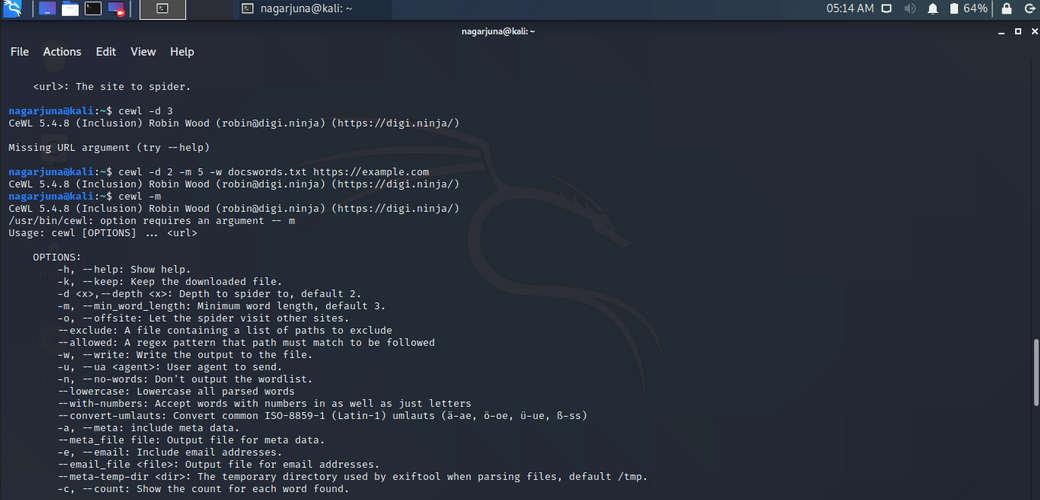 nagarjuna@kali: ~
05:14 AM
64%
nagarjuna@kali: ~
File Actions Edit View Help
<url>: The site to spider.
nagarjuna@kali:~$ cewl -d 3
CeWL 5.4.8 (Inclusion) Robin Wood (robin@digi.ninja) (https://digi.ninja/)
Missing URL argument (try --help)
nagarjuna@kali:~$ cewl -d 2 -m 5 -w docswords.txt https://example.com
CeWL 5.4.8 (Inclusion) Robin Wood (robin@digi.ninja) (https://digi.ninja/)
nagarjuna@kali:~$ cewl -m
CeWL 5.4.8 (Inclusion) Robin Wood (robin@digi.ninja) (https://digi.ninja/)
/usr/bin/cewl: option requires an argument -- m
Usage: cewl [OPTIONS] ... <url>
OPTIONS:
-h, --help: Show help.
-k, --keep: Keep the downloaded file.
-d <x>,--depth <x>: Depth to spider to, default 2.
-m, --min_word_length: Minimum word length, default 3.
-o, --offsite: Let the spider visit other sites.
--exclude: A file containing a list of paths to exclude
--allowed: A regex pattern that path must match to be followed
-w, --write: Write the output to the file.
-u, --ua <agent>: User agent to send.
-n, --no-words: Don't output the wordlist.
--lowercase: Lowercase all parsed words
--with-numbers: Accept words with numbers in as well as just letters
--convert-umlauts: Convert common ISO-8859-1 (Latin-1) umlauts (ä-ae, ö-oe, ü-ue, ß-ss)
-a, --meta: include meta data.
--meta_file file: Output file for meta data.
-e, --email: Include email addresses.
--email_file <file>: Output file for email addresses.
--meta-temp-dir <dir>: The temporary directory used by exiftool when parsing files, default /tmp.
-c, --count: Show the count for each word found.